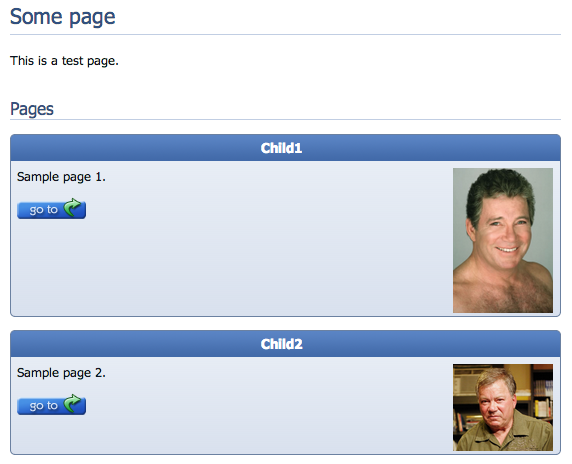 Some page
This is a test page.
Pages
Child1
Sample page 1.
go to
Child2
Sample page 2.
go to